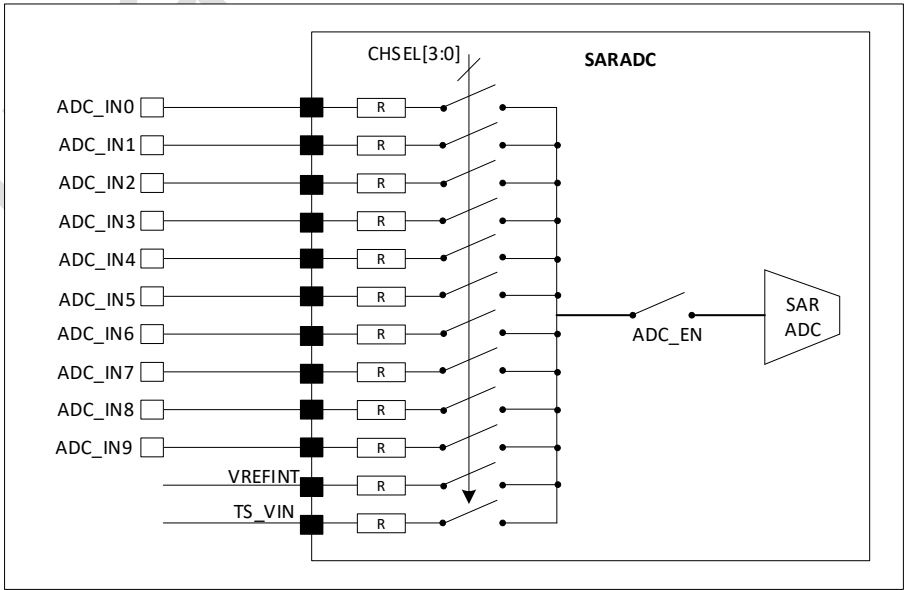 CHSEL[3:0]
SARADC
ADC_IN0
R
ADC_IN1
R
ADC_IN2
R
ADC_IN3
R
ADC_IN4
R
ADC_IN5
R
ADC_IN6
R
ADC_IN7
R
ADC_IN8
R
ADC_IN9
R
VREFINT
R
TS_VIN
R
ADC_EN
SAR
ADC